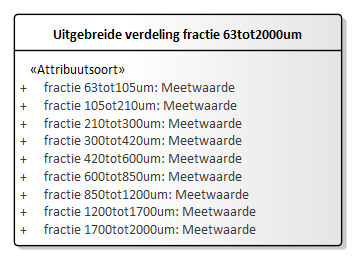 Uitgebreide verdeling fractie 63tot2000um
«Attribuutsoort»
+ fractie 63tot105um: Meetwaarde
+ fractie 105ot210um: Meetwaarde
+ fractie 210tot300um: Meetwaarde
+ fractie 300tot420um: Meetwaarde
+ fractie 420tot600um: Meetwaarde
+ fractie 600tot850um: Meetwaarde
+ fractie 850tot1200um: Meetwaarde
+ fractie 1200tot1700um: Meetwaarde
+ fractie 1700tot2000um: Meetwaarde